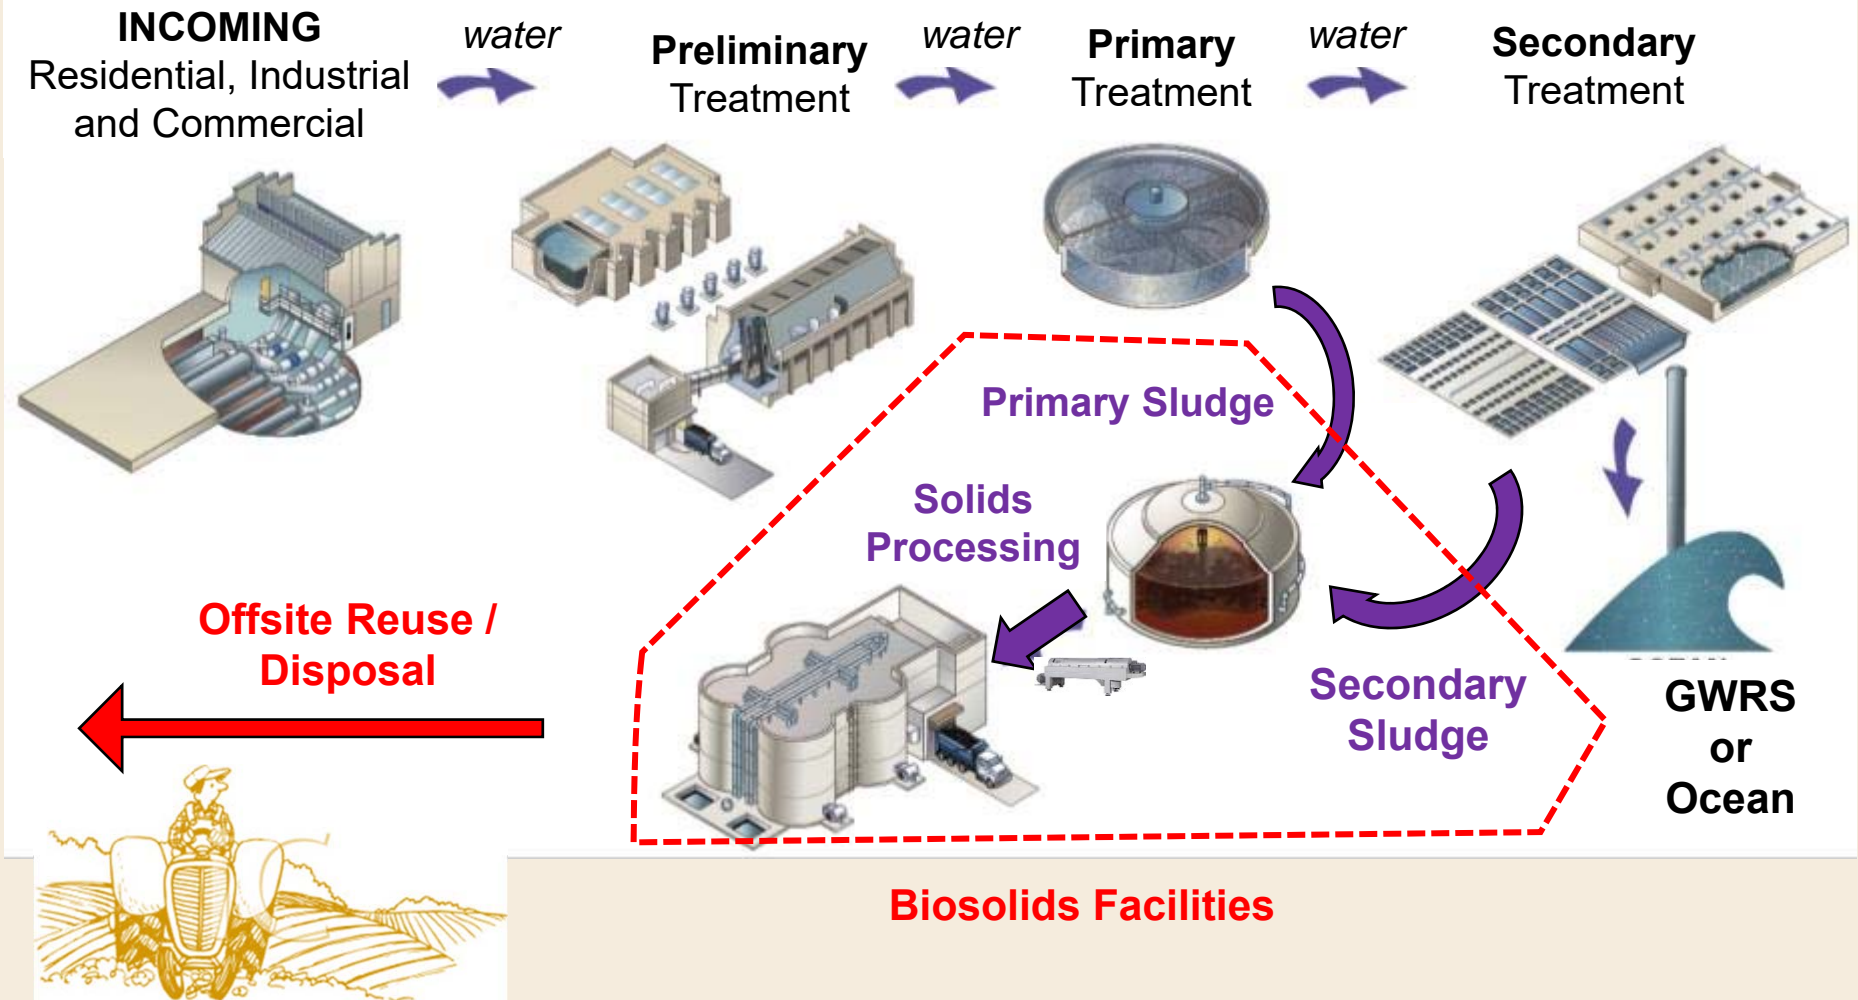 INCOMING
Residential, Industrial
and Commercial
water
Preliminary
Treatment
water
Primary
Treatment
water
Secondary
Treatment
Primary Sludge
Solids
Processing
Offsite Reuse /
Disposal
Secondary
Sludge
GWRS
or
Ocean
Biosolids Facilities